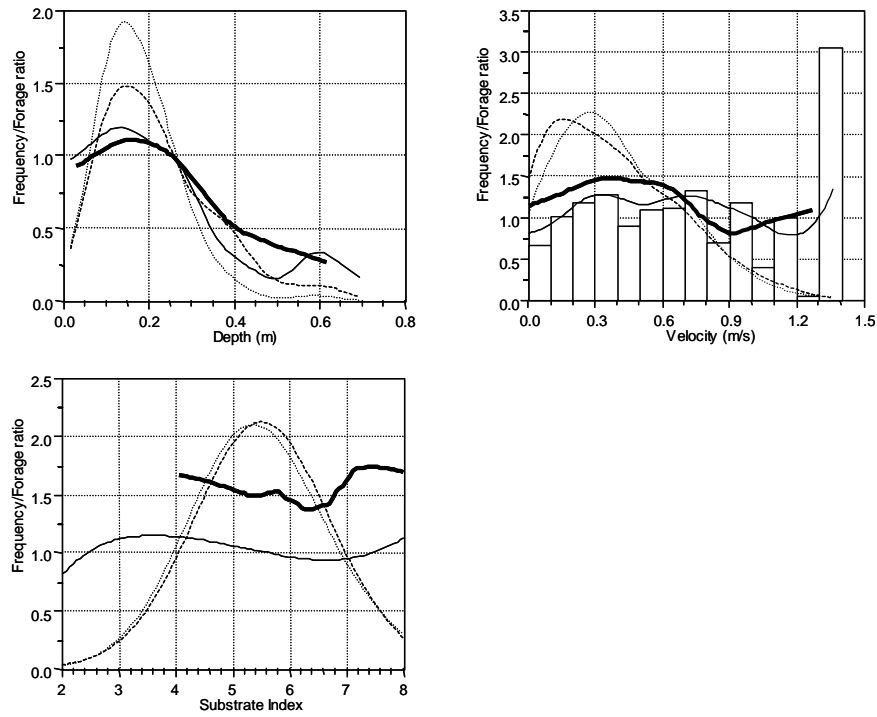 Frequency/Forage ratio
2.0
1.5
1.0
0.5
0.0
0.0 0.2 0.4 0.6 0.8
Depth (m)
Frequency/Forage ratio
3.5
3.0
2.5
2.0
1.5
1.0
0.5
0.0
0.0 0.3 0.6 0.9 1.2 1.5
Velocity (m/s)
Frequency/Forage ratio
2.5
2.0
1.5
1.0
0.5
0.0
2 3 4 5 6 7 8
Substrate Index